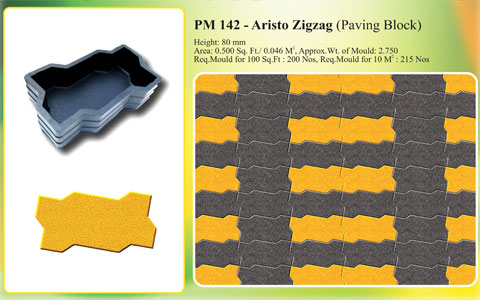 PM 142 - Aristo Zigzag (Paving Block)
Height: 80 mm
Area: 0.500 Sq. Ft./ 0.046 M², Approx.Wt. of Mould: 2.750
Req.Mould for 100 Sq.Ft : 200 Nos, Req.Mould for 10 M² : 215 Nos